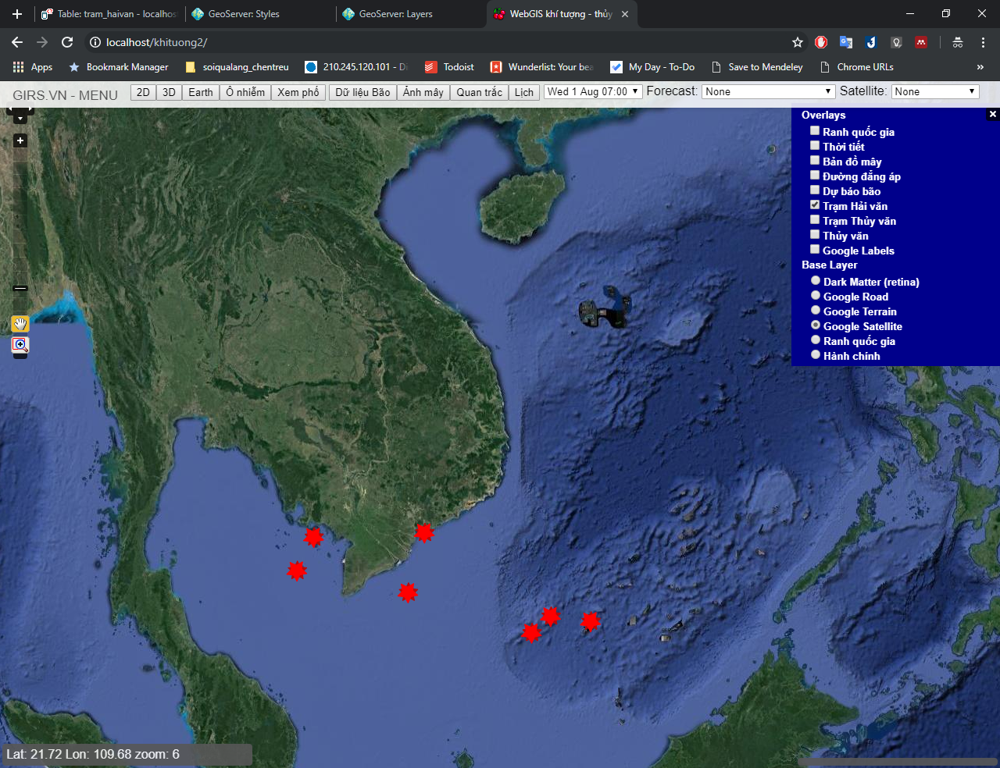 Table: tram_haivan - localhos
GeoServer: Styles
GeoServer: Layers
WebGIS khí tượng - thủy
localhost/khituong2/
Apps
Bookmark Manager
soiqualang_chentreu
210.245.120.101 - Di
Todoist
Wunderlist: Your bea
My Day - To-Do
Save to Mendeley
Chrome URLs
GIRS.VN - MENU
2D
3D
Earth
Ô nhiễm
Xem phố
Dữ liệu Bão
Ảnh mây
Quan trắc
Lịch
Wed 1 Aug 07:00
Forecast:
None
Satellite:
None
Overlays
Ranh quốc gia
Thời tiết
Bản đồ mây
Đường đẳng áp
Dự báo bão
Trạm Hải văn
Trạm Thủy văn
Thủy văn
Google Labels
Base Layer
Dark Matter (retina)
Google Road
Google Terrain
Google Satellite
Ranh quốc gia
Hành chính
Lat: 21.72 Lon: 109.68 zoom: 6